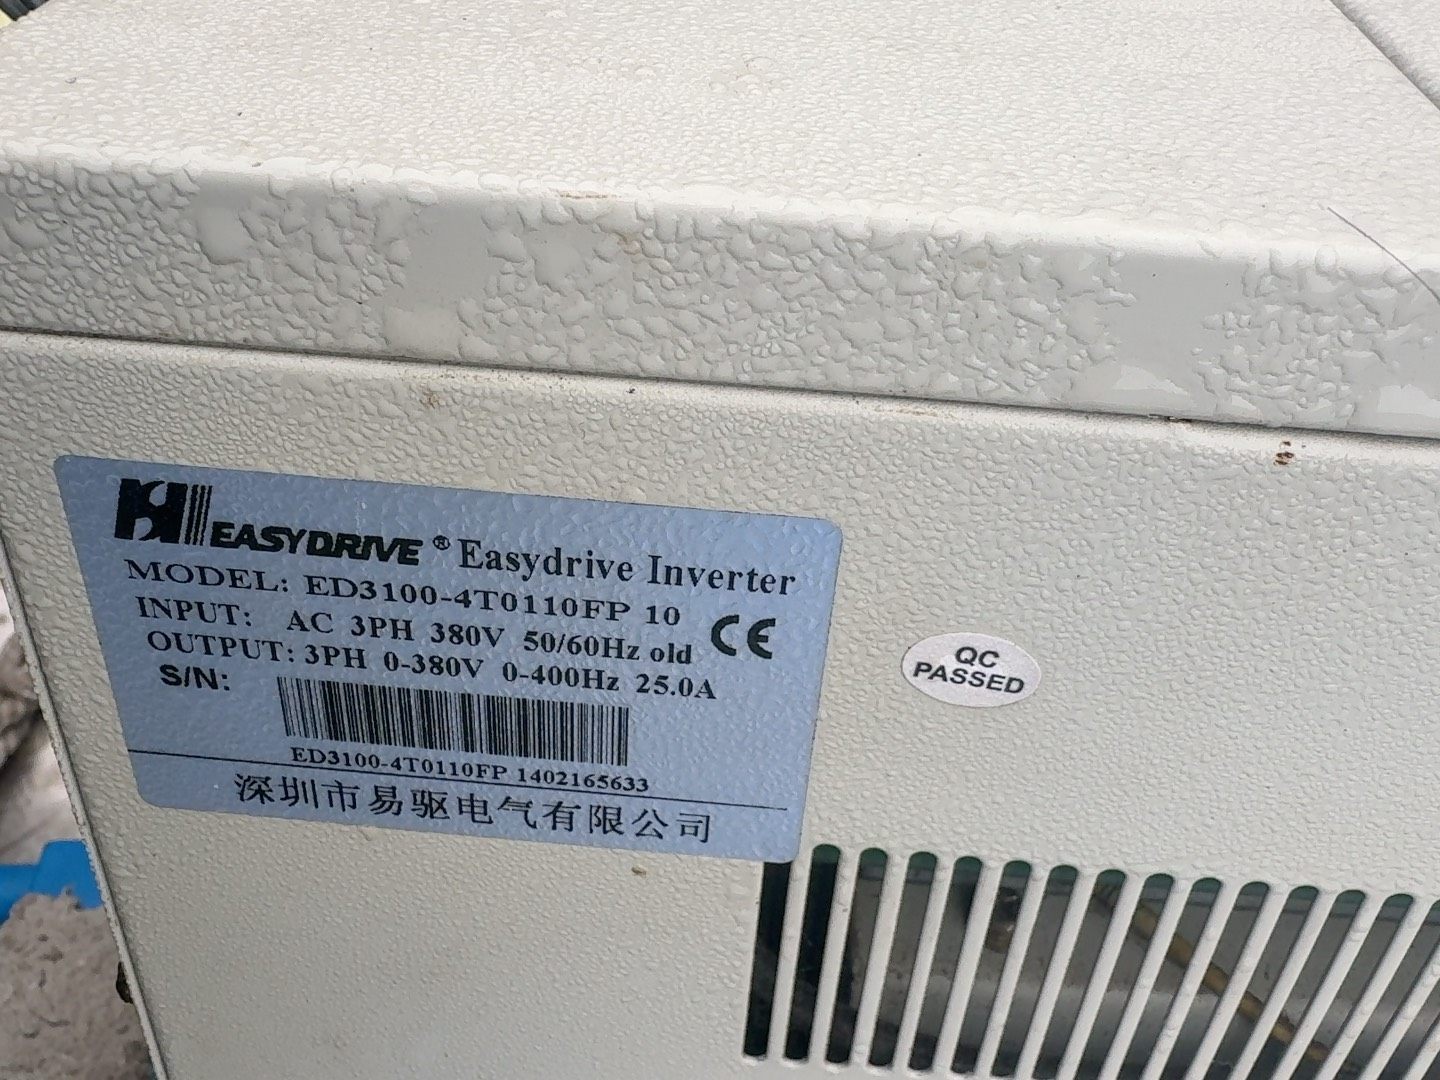 EASYDRIVE® Easydrive Inverter
MODEL: ED3100-4T0110FP 10
INPUT: AC 3PH 380V 50/60Hz old
OUTPUT: 3PH 0-380V 0-400Hz 25.0A
CE
S/N:
ED3100-4T0110FP 1402165633
深圳市易驱电气有限公司
QC
PASSED